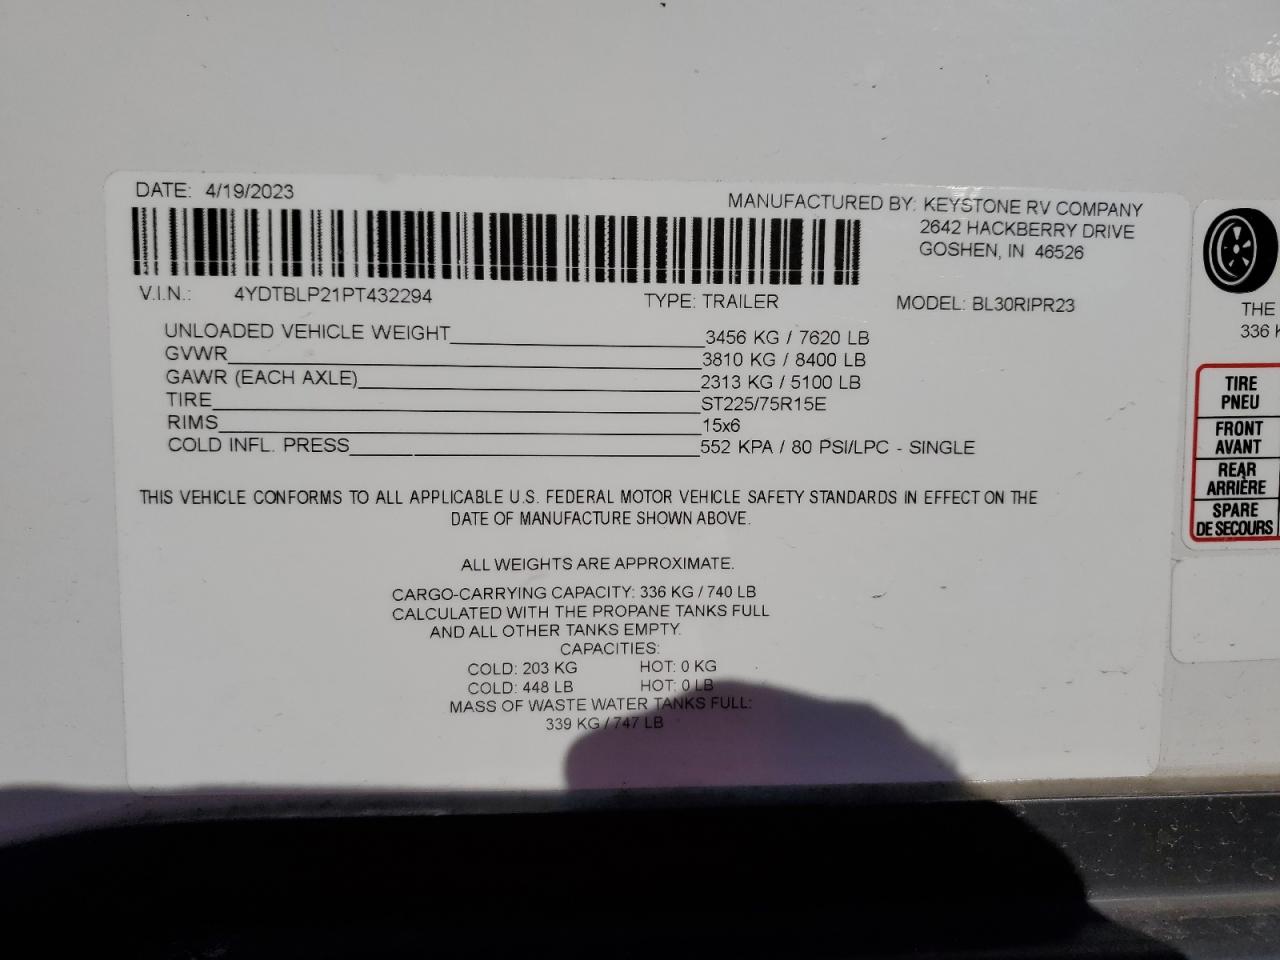 DATE: 4/19/2023
MANUFACTURED BY: KEYSTONE RV COMPANY
2642 HACKBERRY DRIVE
GOSHEN, IN 46526
V.I.N.: 4YDTBLP21PT432294 TYPE: TRAILER MODEL: BL30RIPR23
UNLOADED VEHICLE WEIGHT 3456 KG / 7620 LB
GVWR 3810 KG / 8400 LB
GAWR (EACH AXLE) 2313 KG / 5100 LB
TIRE ST225/75R15E
RIMS 15x6
COLD INFL. PRESS 552 KPA / 80 PSI/LPC - SINGLE
THIS VEHICLE CONFORMS TO ALL APPLICABLE U.S. FEDERAL MOTOR VEHICLE SAFETY STANDARDS IN EFFECT ON THE
DATE OF MANUFACTURE SHOWN ABOVE.
ALL WEIGHTS ARE APPROXIMATE.
CARGO-CARRYING CAPACITY: 336 KG / 740 LB
CALCULATED WITH THE PROPANE TANKS FULL
AND ALL OTHER TANKS EMPTY.
CAPACITIES:
COLD: 203 KG HOT: 0 KG
COLD: 448 LB HOT: 0 LB
MASS OF WASTE WATER TANKS FULL:
339 KG / 747 LB
THE
336
TIRE
PNEU
FRONT
AVANT
REAR
ARRIÈRE
SPARE
DE SECOURS